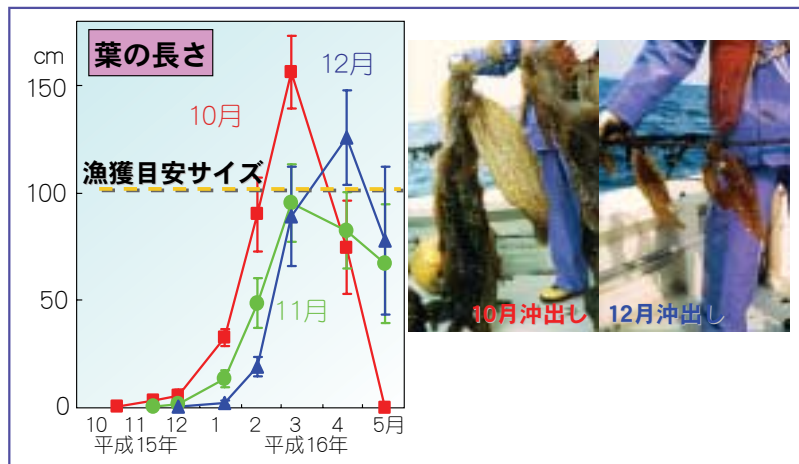 葉の長さ
cm
150
100
50
0
10月
12月
漁獲目安サイズ
11月
10 11 12 1 2 3 4 5月
平成15年 平成16年
10月沖出し
12月沖出し